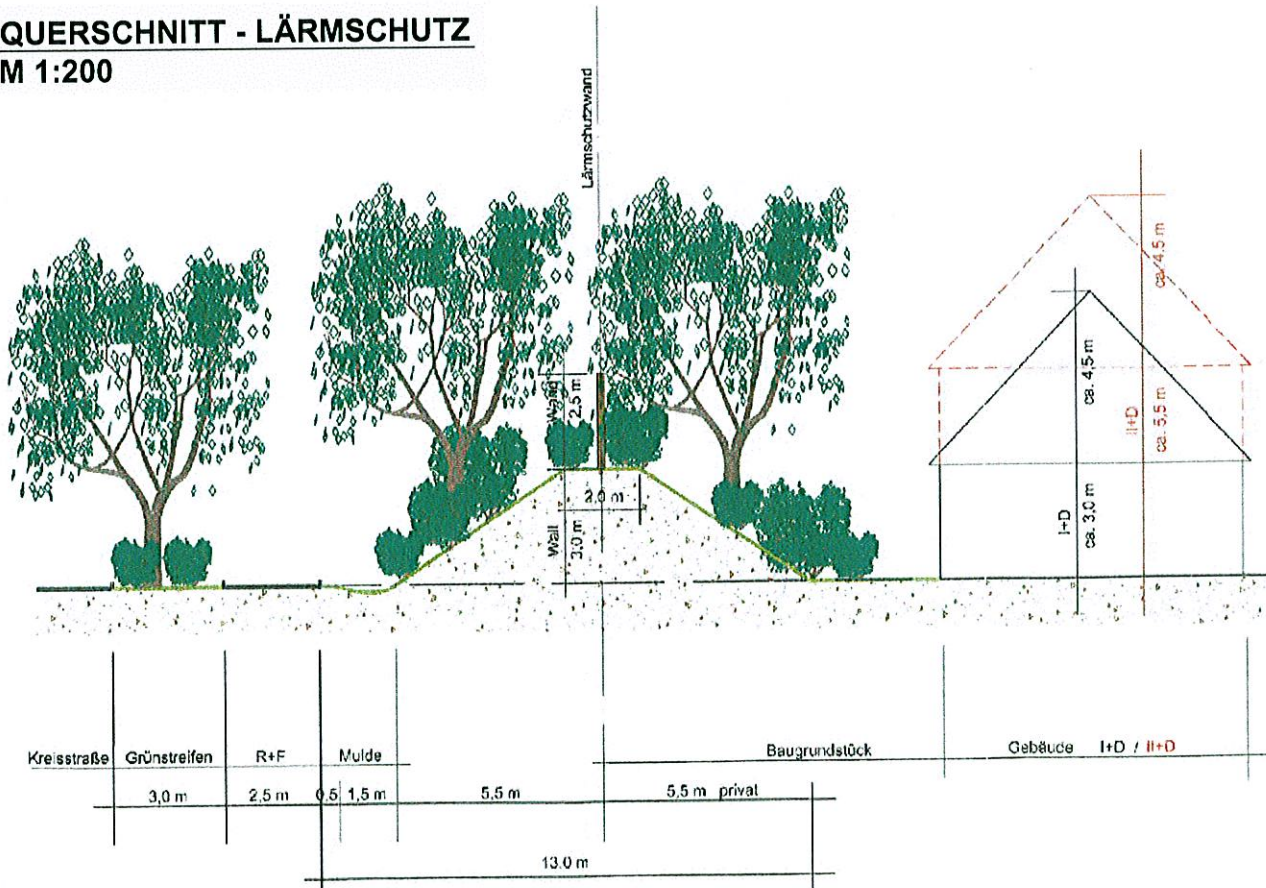 QUERSCHNITT - LÄRMSCHUTZ
M 1:200
Lärmschutzwand
Wand
2,5 m
2,0 m
Wall
3,0 m
ca. 4,5 m
ca. 4,5 m
II+D
ca. 5,5 m
I+D
ca. 3,0 m
Kreisstraße Grünstreifen R+F Mulde Baugrundstück Gebäude I+D / II+D
3,0 m 2,5 m 0,5 1,5 m 5,5 m 5,5 m privat
13.0 m